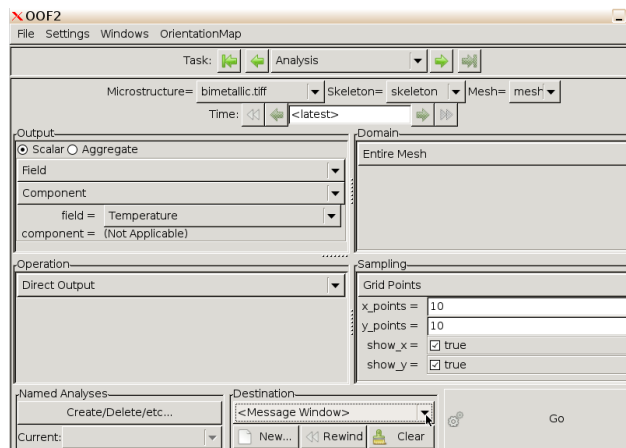 OOF2
File Settings Windows OrientationMap
Task: Analysis
Microstructure= bimetallic.tiff Skeleton= skeleton Mesh= mesh
Time: <latest>
Output
Scalar Aggregate
Field
Component
field = Temperature
component = (Not Applicable)
Domain
Entire Mesh
Operation
Direct Output
Sampling
Grid Points
x_points = 10
y_points = 10
show_x = true
show_y = true
Named Analyses
Create/Delete/etc...
Current:
Destination
<Message Window>
New... Rewind Clear
Go